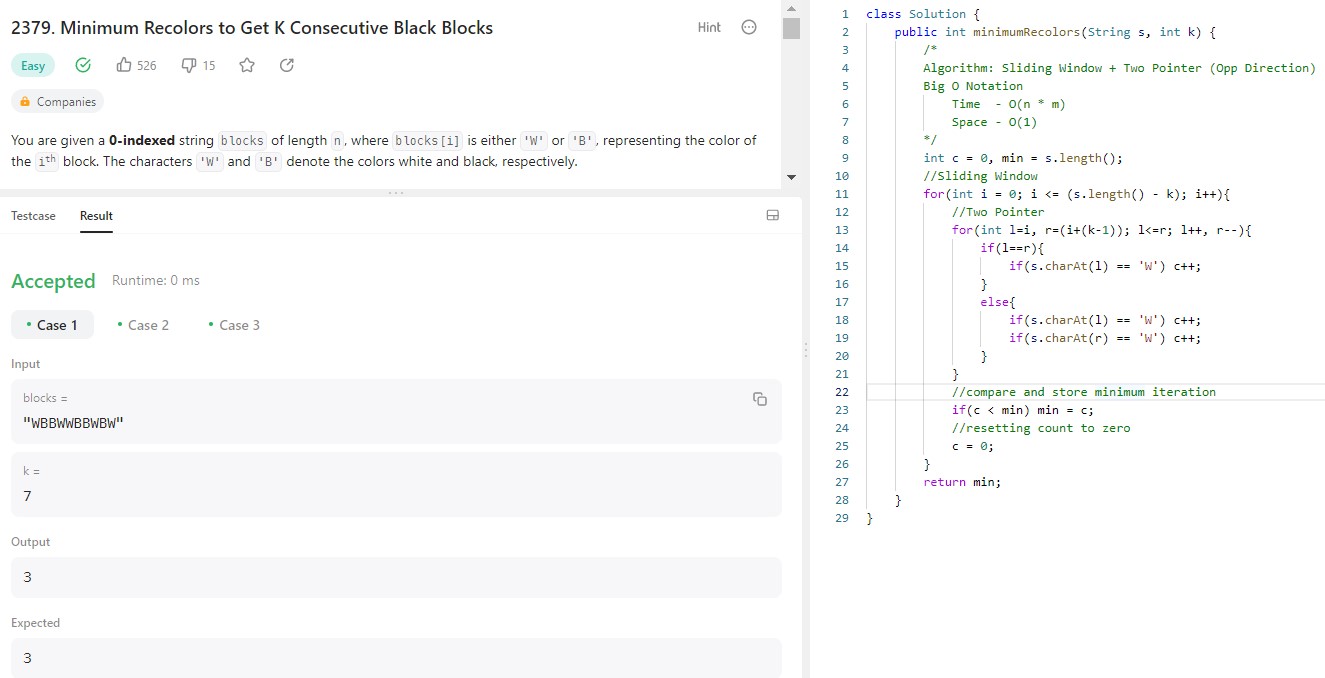 2379. Minimum Recolors to Get K Consecutive Black Blocks
Hint
Easy 526 15
Companies
You are given a 0-indexed string blocks of length n, where blocks[i] is either 'W' or 'B', representing the color of
the ith block. The characters 'W' and 'B' denote the colors white and black, respectively.
Testcase Result
Accepted Runtime: 0 ms
• Case 1 • Case 2 • Case 3
Input
blocks =
"WBBWWBBWBW"
k =
7
Output
3
Expected
3
1 class Solution {
2 public int minimumRecolors(String s, int k) {
3 /*
4 Algorithm: Sliding Window + Two Pointer (Opp Direction)
5 Big O Notation
6 Time - O(n * m)
7 Space - O(1)
8 */
9 int c = 0, min = s.length();
10 //Sliding Window
11 for(int i = 0; i <= (s.length() - k); i++){
12 //Two Pointer
13 for(int l=i, r=(i+(k-1)); l<=r; l++, r--){
14 if(l==r){
15 if(s.charAt(l) == 'W') c++;
16 }
17 else{
18 if(s.charAt(l) == 'W') c++;
19 if(s.charAt(r) == 'W') c++;
20 }
21 }
22 //compare and store minimum iteration
23 if(c < min) min = c;
24 //resetting count to zero
25 c = 0;
26 }
27 return min;
28 }
29 }